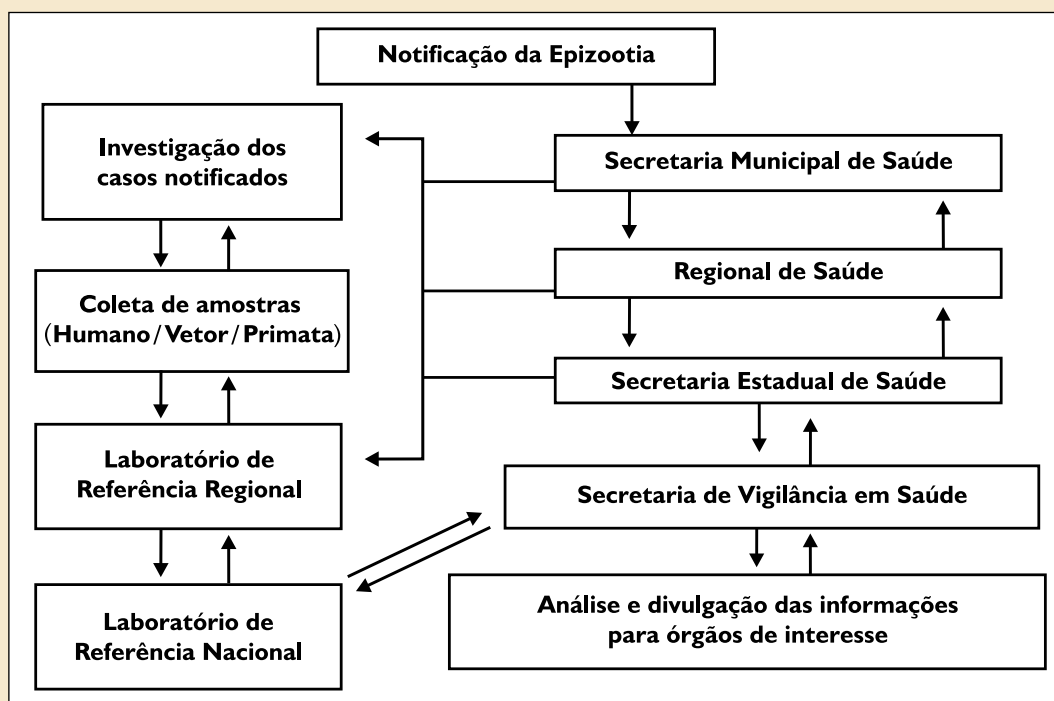 Notificação da Epizootia
Investigação dos
casos notificados
Secretaria Municipal de Saúde
Regional de Saúde
Coleta de amostras
(Humano/Vetor/Primata)
Secretaria Estadual de Saúde
Laboratório de
Referência Regional
Secretaria de Vigilância em Saúde
Laboratório de
Referência Nacional
Análise e divulgação das informações
para órgãos de interesse